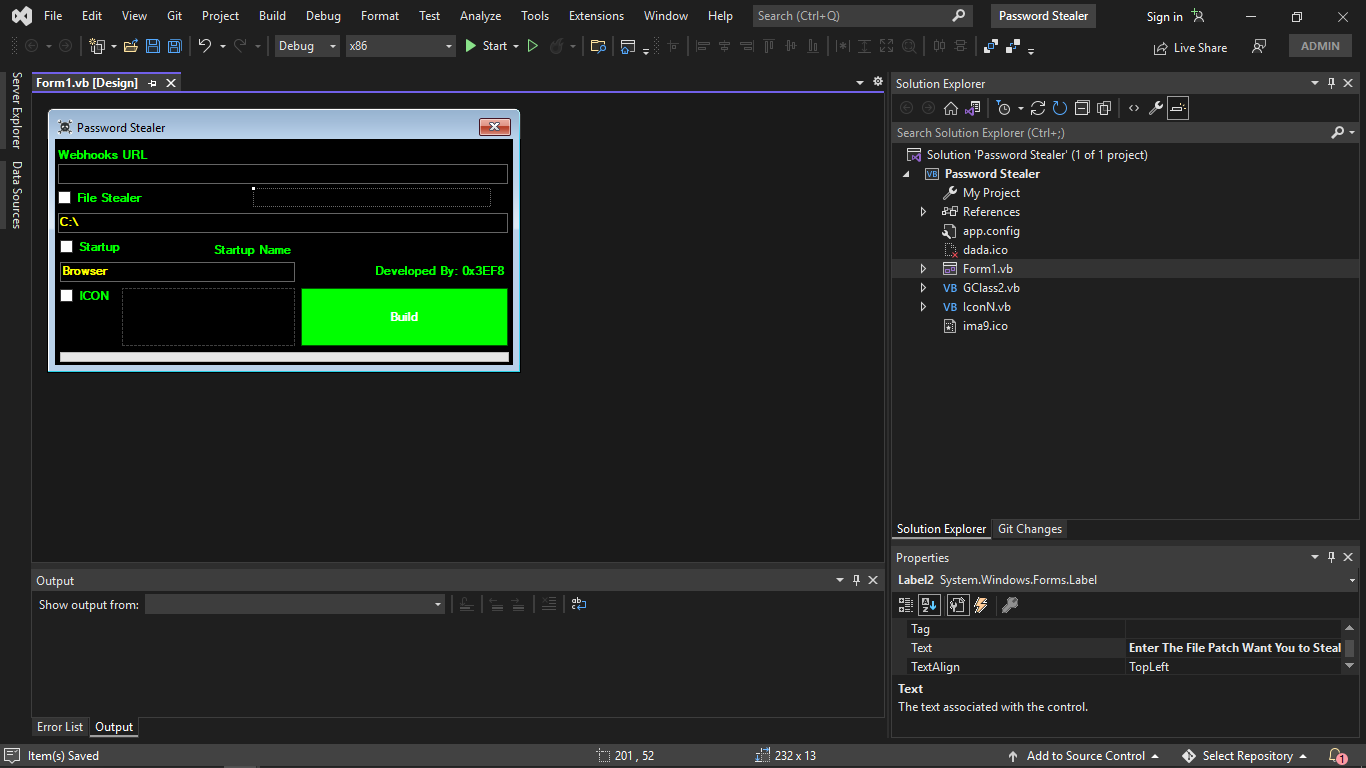 File Edit View Git Project Build Debug Format Test Analyze Tools Extensions Window Help Search (Ctrl+Q) Password Stealer Sign in
Debug x86 Start Live Share ADMIN
Server Explorer
Data Sources
Form1.vb [Design]
Password Stealer
Webhooks URL
File Stealer
C:\
Startup Startup Name
Browser Developed By: 0x3EF8
ICON
Build
Solution Explorer
Search Solution Explorer (Ctrl+;)
Solution 'Password Stealer' (1 of 1 project)
VB Password Stealer
My Project
References
app.config
dada.ico
Form1.vb
VB GClass2.vb
VB IconN.vb
ima9.ico
Solution Explorer Git Changes
Output
Show output from:
Error List Output
Properties
Label2 System.Windows.Forms.Label
Tag
Text Enter The File Patch Want You to Steal
TextAlign TopLeft
Text
The text associated with the control.
Item(s) Saved 201 , 52 232 x 13 Add to Source Control Select Repository 1